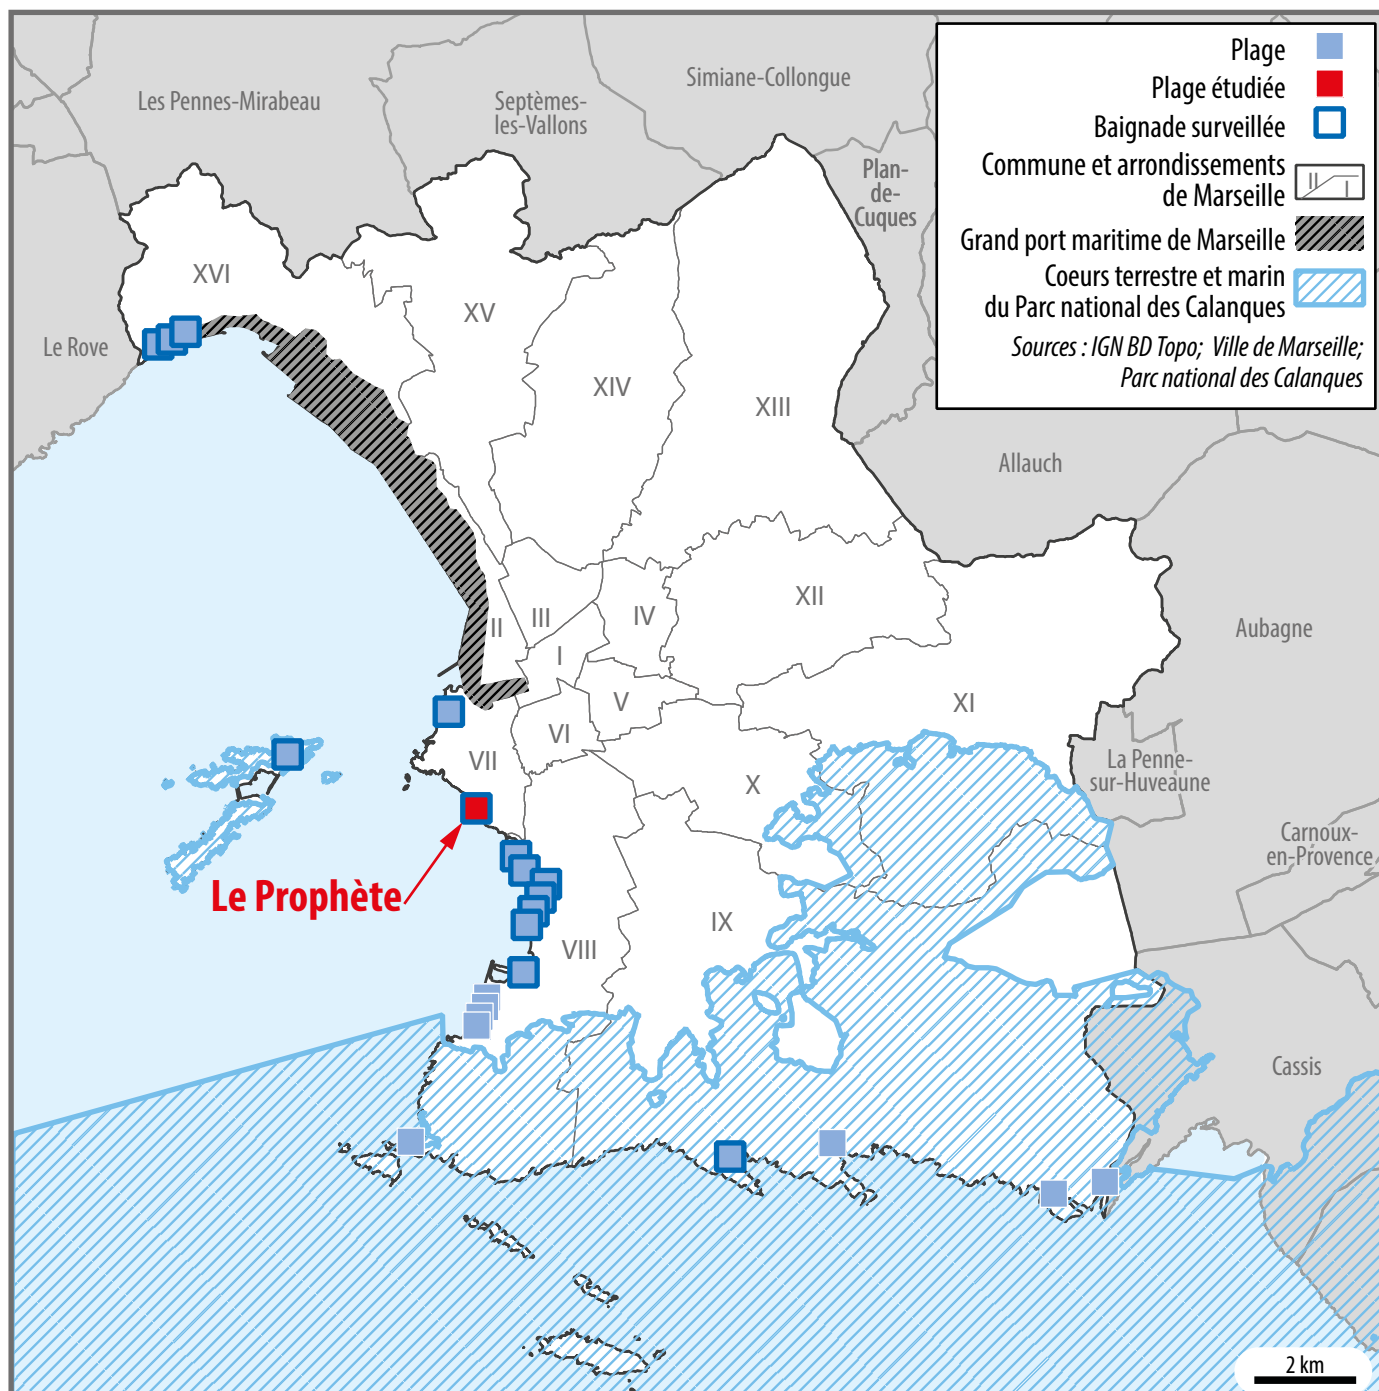 Plage
Plage étudiée
Baignade surveillée
Commune et arrondissements
de Marseille
Grand port maritime de Marseille
Coeurs terrestre et marin
du Parc national des Calanques
Sources : IGN BD Topo; Ville de Marseille;
Parc national des Calanques
Simiane-Collongue
Les Pennes-Mirabeau
Septèmes-
les-Vallons
Plan-
de-
Cuques
XVI
XV
Le Rove
XIV
XIII
Allauch
XII
III
IV
II
Aubagne
I
V
XI
VI
VII
X
La Penne-
sur-Huveaune
Carnoux-
en-Provence
Le Prophète
IX
VIII
Cassis
2 km